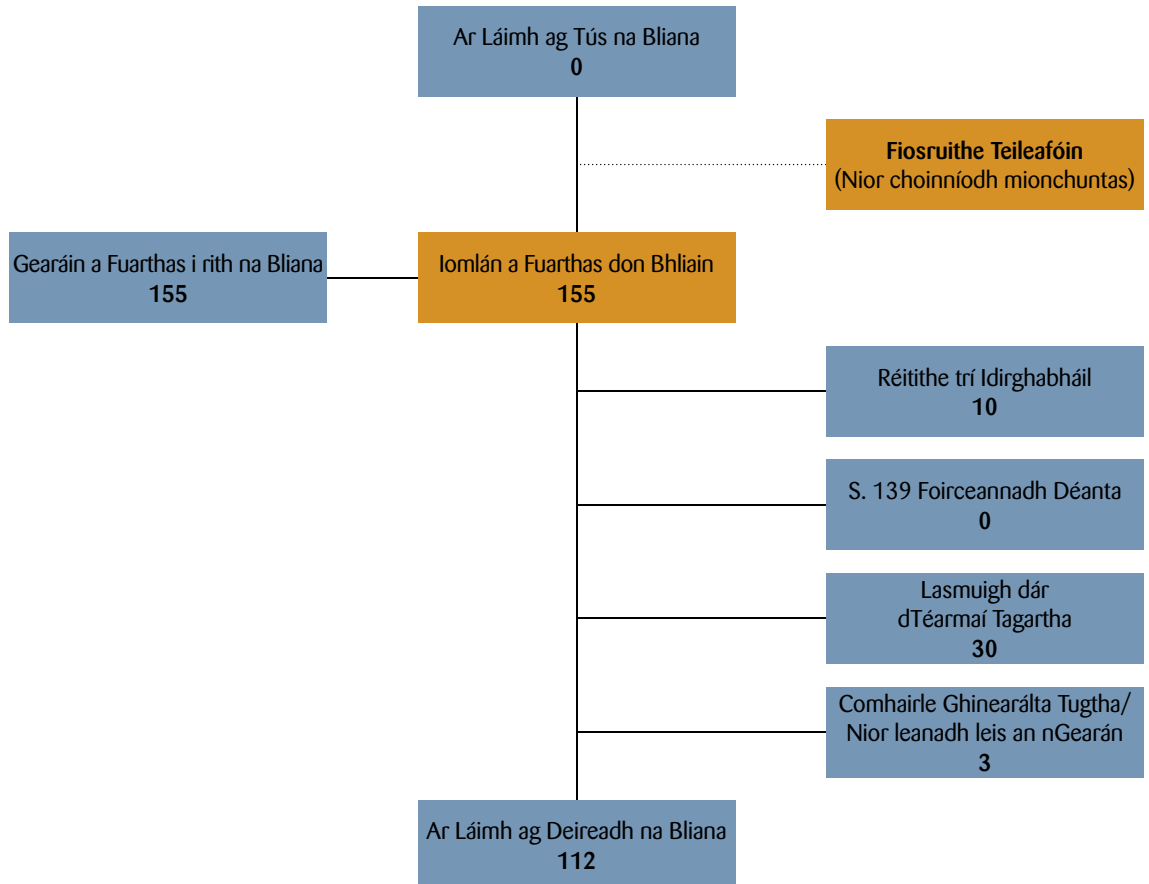 Ar Láimh ag Tús na Bliana
0
Fiosruithe Teileafóin
(Nior choinníodh mionchuntas)
Gearáin a Fuarthas i rith na Bliana
155
Iomlán a Fuarthas don Bhliain
155
Réitithe trí Idirghabháil
10
S. 139 Foirceannadh Déanta
0
Lasmuigh dár
dTéarmaí Tagartha
30
Comhairle Ghinearálta Tugtha/
Nior leanadh leis an nGearán
3
Ar Láimh ag Deireadh na Bliana
112